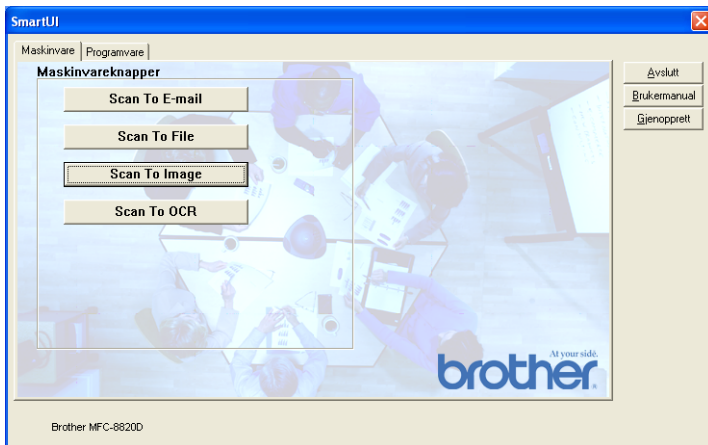 SmartUI
Maskinvare Programvare
Maskinvareknapper
Scan To E-mail
Scan To File
Scan To Image
Scan To OCR
Avslutt
Brukermanual
Gjenopprett
At your side.
brother
Brother MFC-8820D